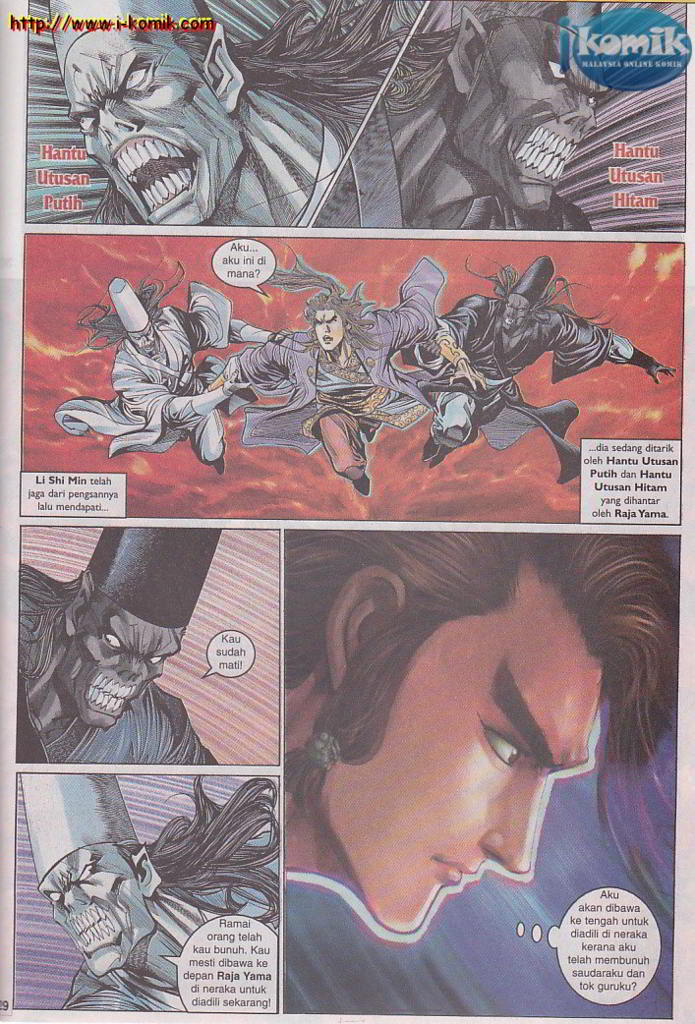 http://www.i-komik.com
ikomik
MALAYSIA ONLINE KOMIK
Hantu
Utusan
Putih
Hantu
Utusan
Hitam
Aku...
aku ini di
mana?
Li Shi Min telah
jaga dari pengsannya
lalu mendapati...
...dia sedang ditarik
oleh Hantu Utusan
Putih dan Hantu
Utusan Hitam
yang dihantar
oleh Raja Yama.
Kau
sudah
mati!
Ramai
orang telah
kau bunuh. Kau
mesti dibawa ke
depan Raja Yama
di neraka untuk
diadili sekarang!
Aku
akan dibawa
ke tengah untuk
diadili di neraka
kerana aku
telah membunuh
saudaraku dan
tok guruku?